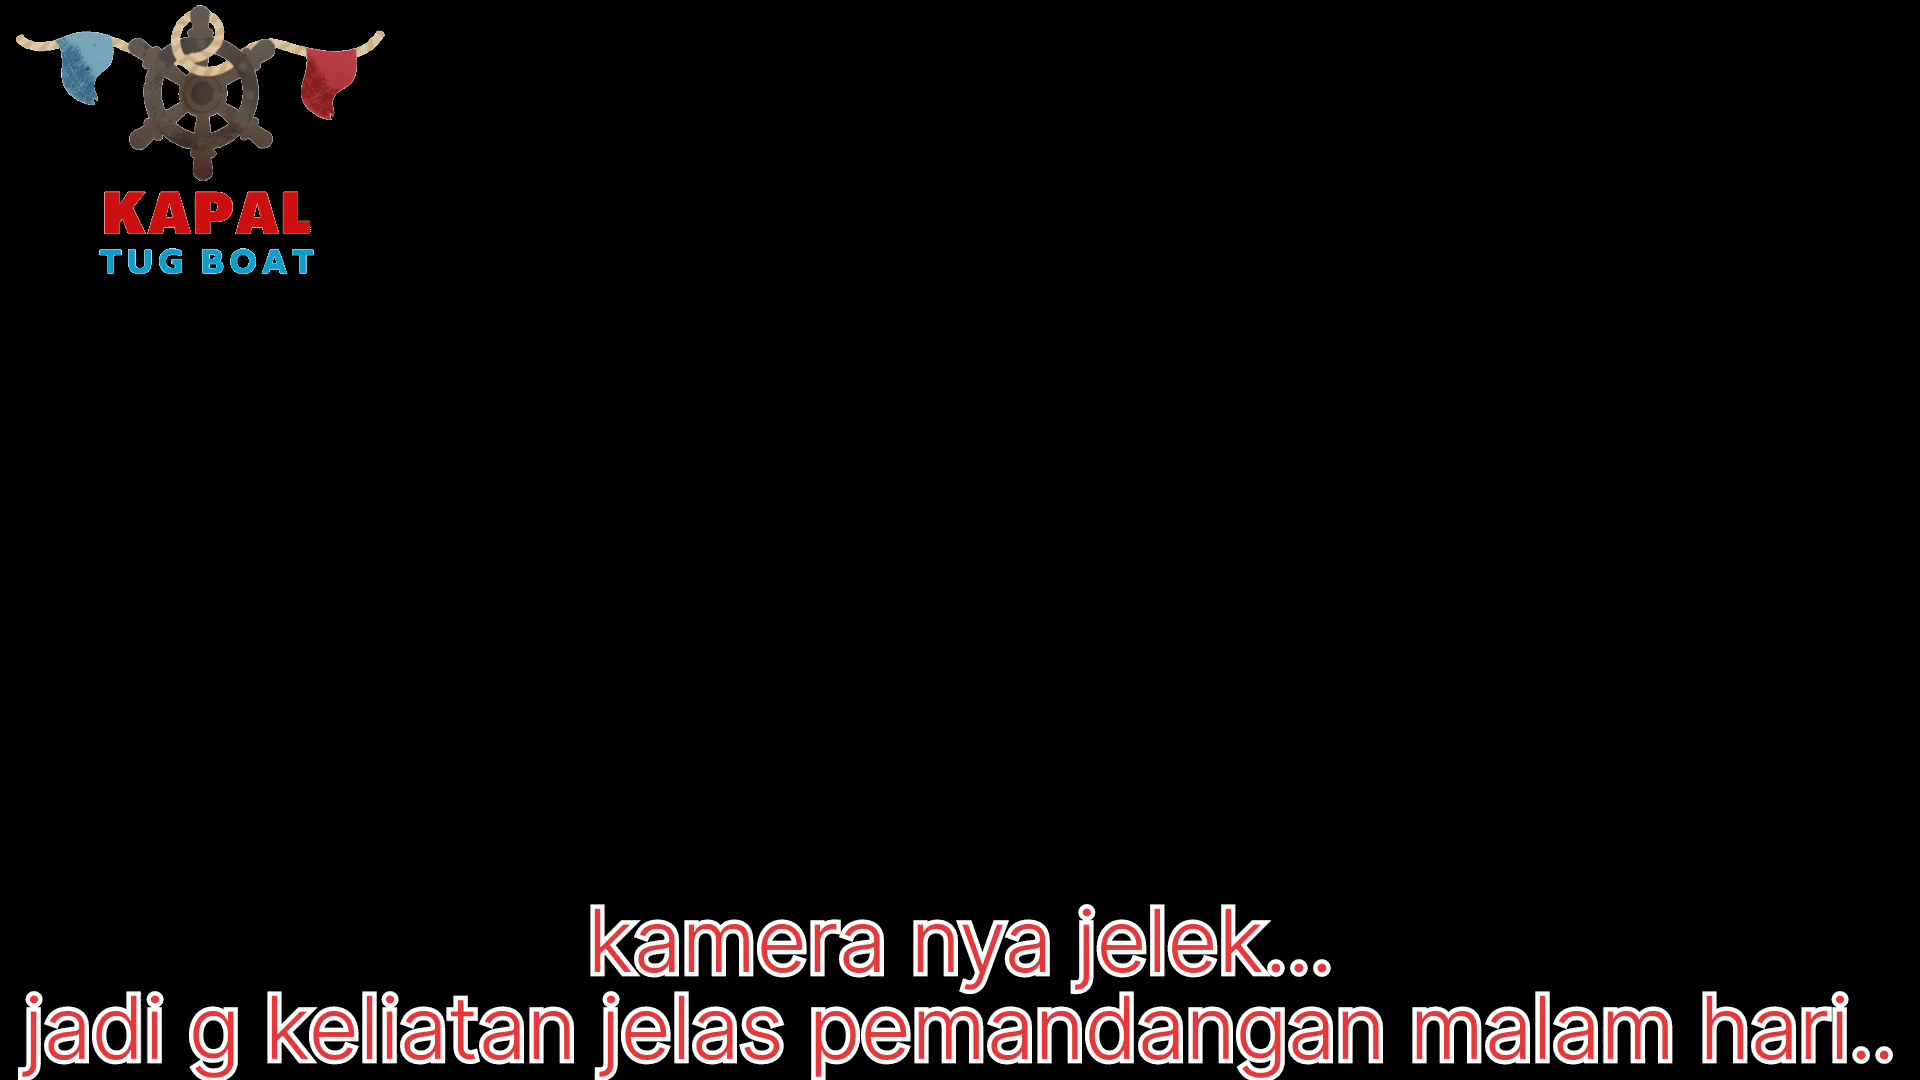 KAPAL
TUG BOAT
kamera nya jelek...
jadi g keliatan jelas pemandangan malam hari..